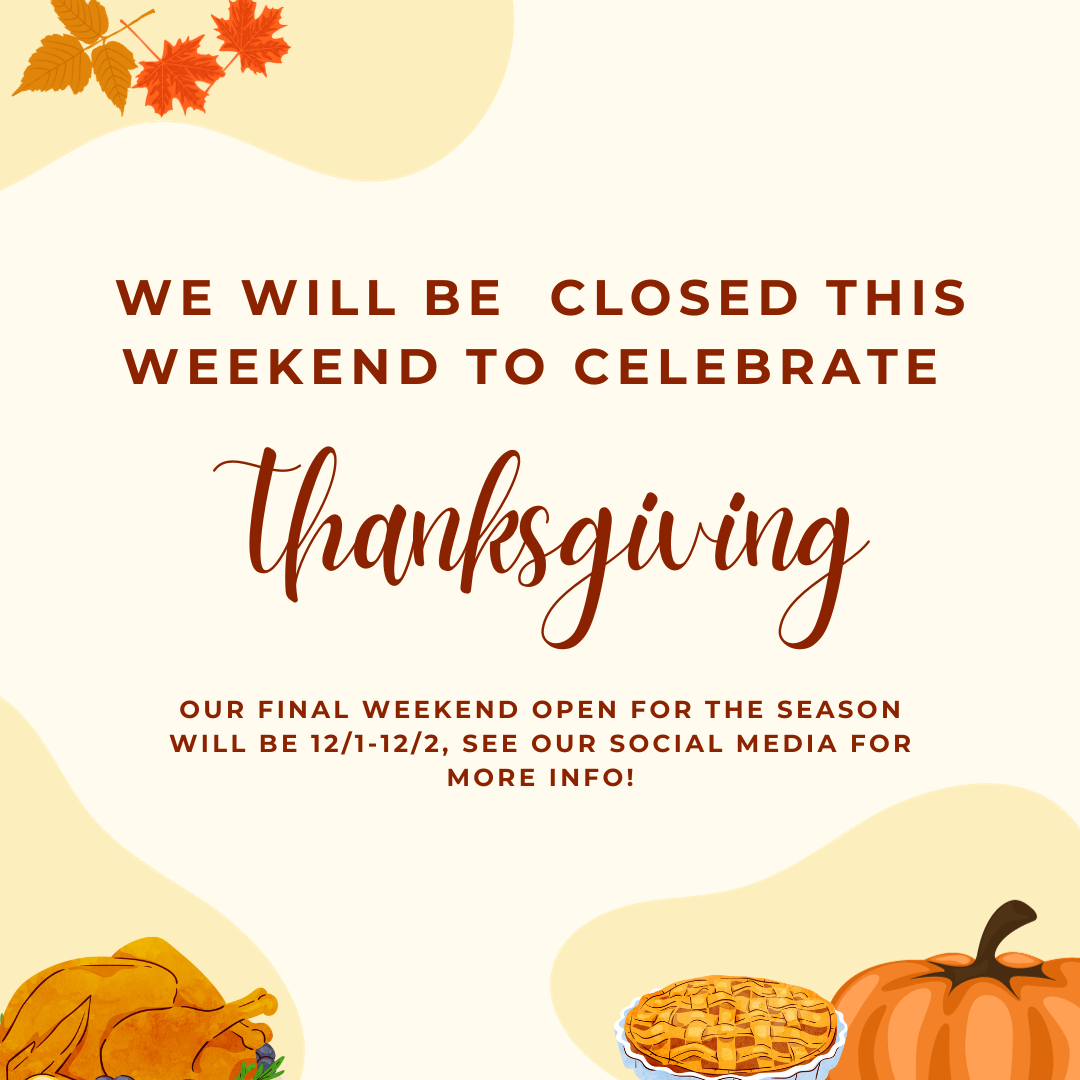 WE WILL BE  CLOSED THIS
WEEKEND TO CELEBRATE
thanksgiving
OUR FINAL WEEKEND OPEN FOR THE SEASON
WILL BE 12/1-12/2, SEE OUR SOCIAL MEDIA FOR
MORE INFO!